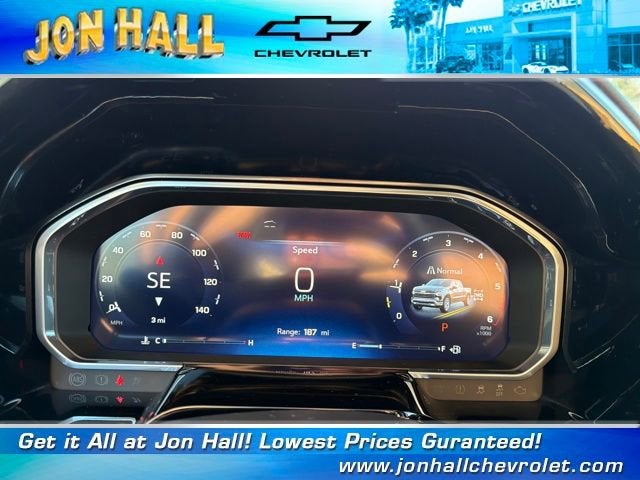 JON HALL
CHEVROLET
CHEVROLET
Speed
0
MPH
Range: 187 mi
20 40 60 80 100 120 140
MPH
SE
3 mi
C H
0 2 3 4 5 6
Normal
P
RPM
x1000
E F
ABS
Get it All at Jon Hall! Lowest Prices Guranteed!
www.jonhallchevrolet.com